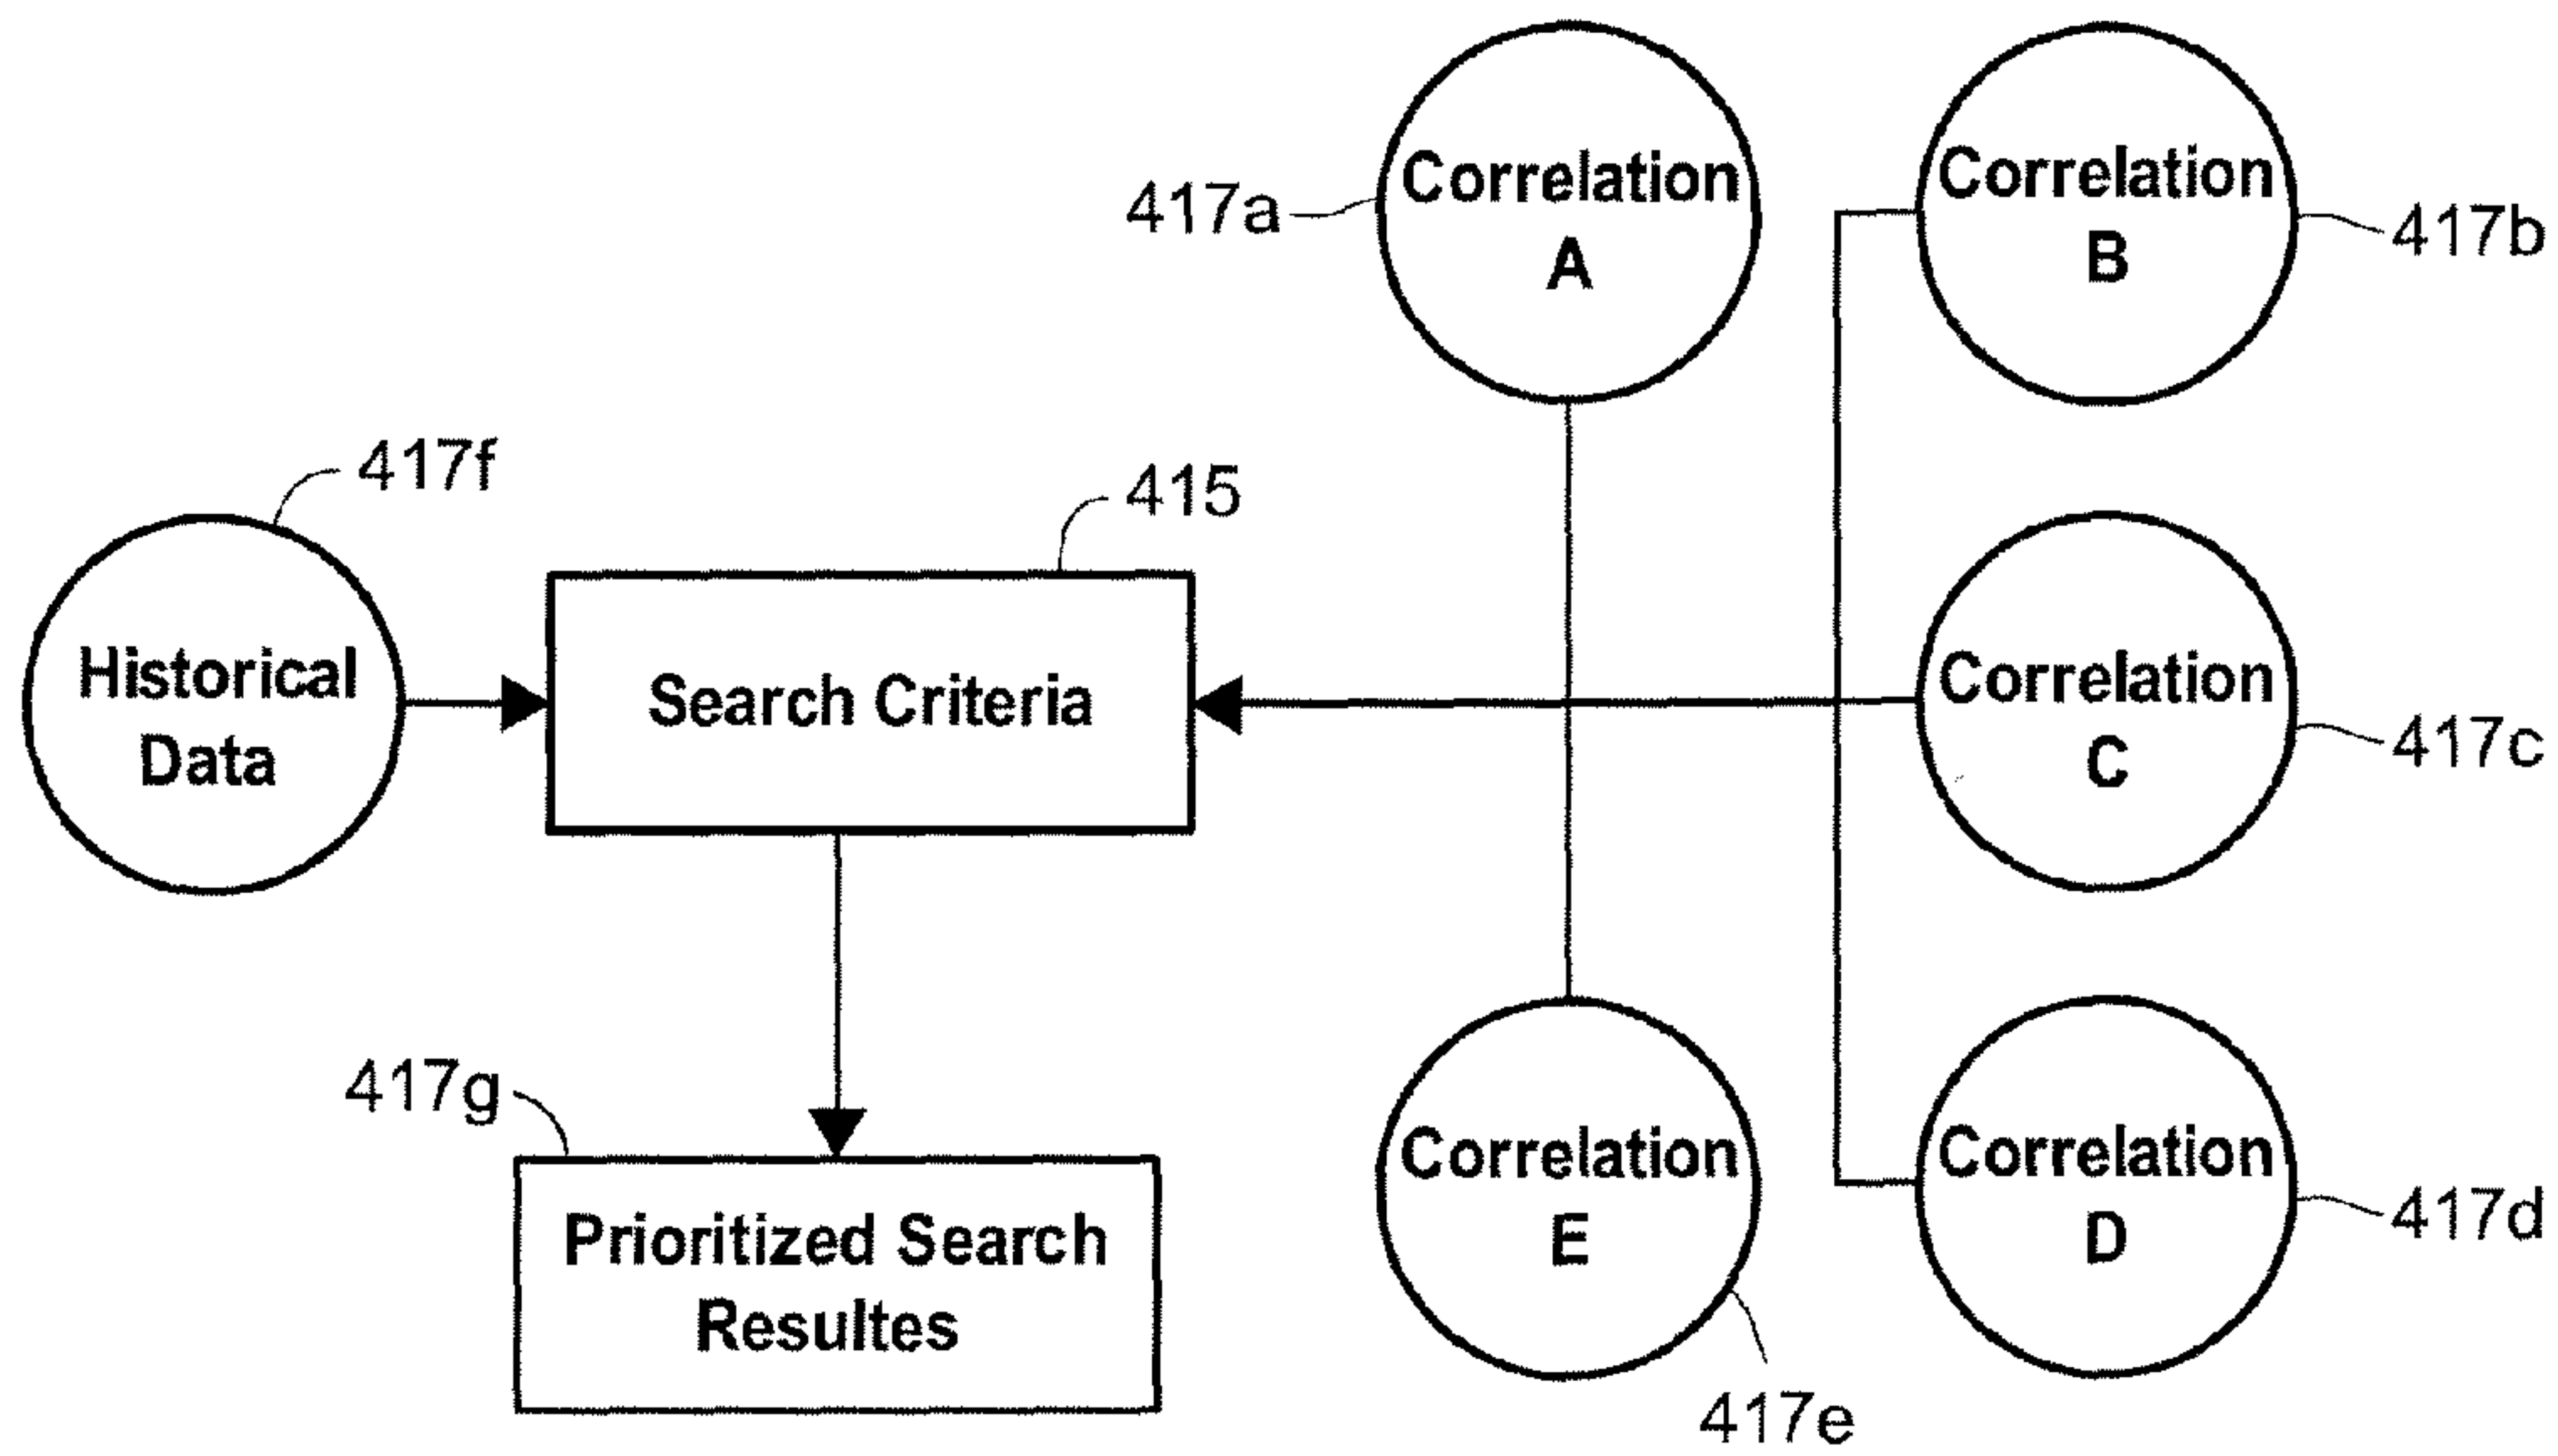 417a
Correlation
A
Correlation
B
417b
417f
415
Historical
Data
Search Criteria
Correlation
C
417c
417g
Prioritized Search
Resultes
Correlation
E
417e
Correlation
D
417d